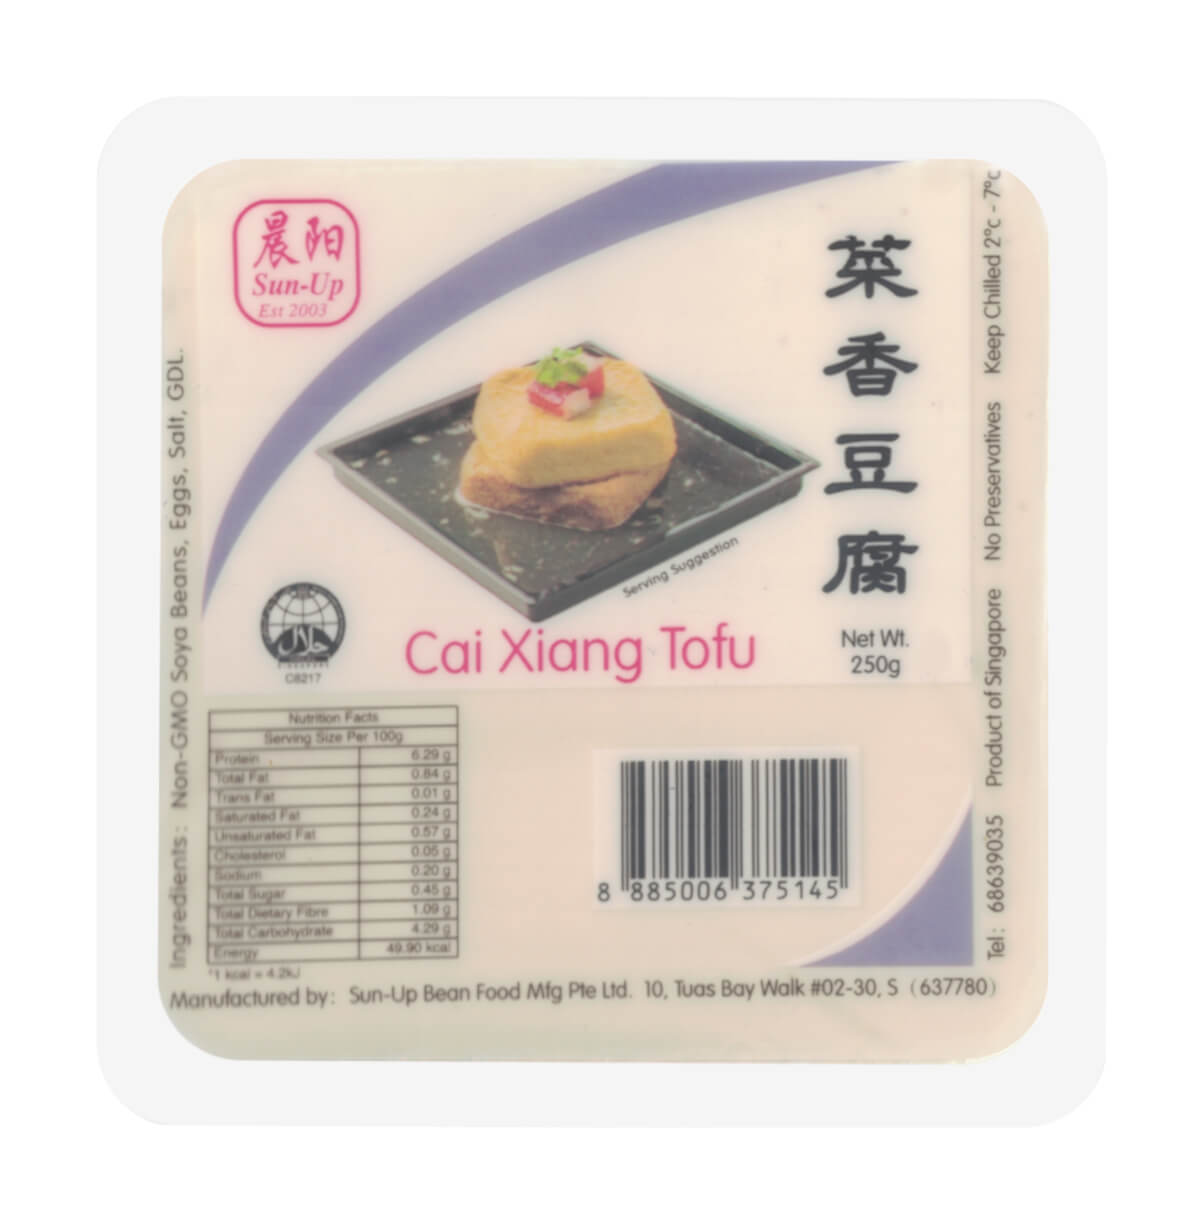 晨阳
Sun-Up
Est 2003
菜香豆腐
Serving Suggestion
Cai Xiang Tofu
Net Wt.
250g
حلال
C8217
Nutrition Facts
Serving Size Per 100g
Protein 6.29 g
Total Fat 0.84 g
Trans Fat 0.01 g
Saturated Fat 0.24 g
Unsaturated Fat 0.57 g
Cholesterol 0.05 g
Sodium 0.20 g
Total Sugar 0.45 g
Total Dietary Fibre 1.09 g
Total Carbohydrate 4.29 g
Energy 49.90 kcal
*1 kcal = 4.2kJ
8 885006 375145
Ingredients: Non-GMO Soya Beans, Eggs, Salt, GDL.
Tel: 68639035 Product of Singapore No Preservatives Keep Chilled 2°c - 7°c
Manufactured by: Sun-Up Bean Food Mfg Pte Ltd. 10, Tuas Bay Walk #02-30, S (637780)